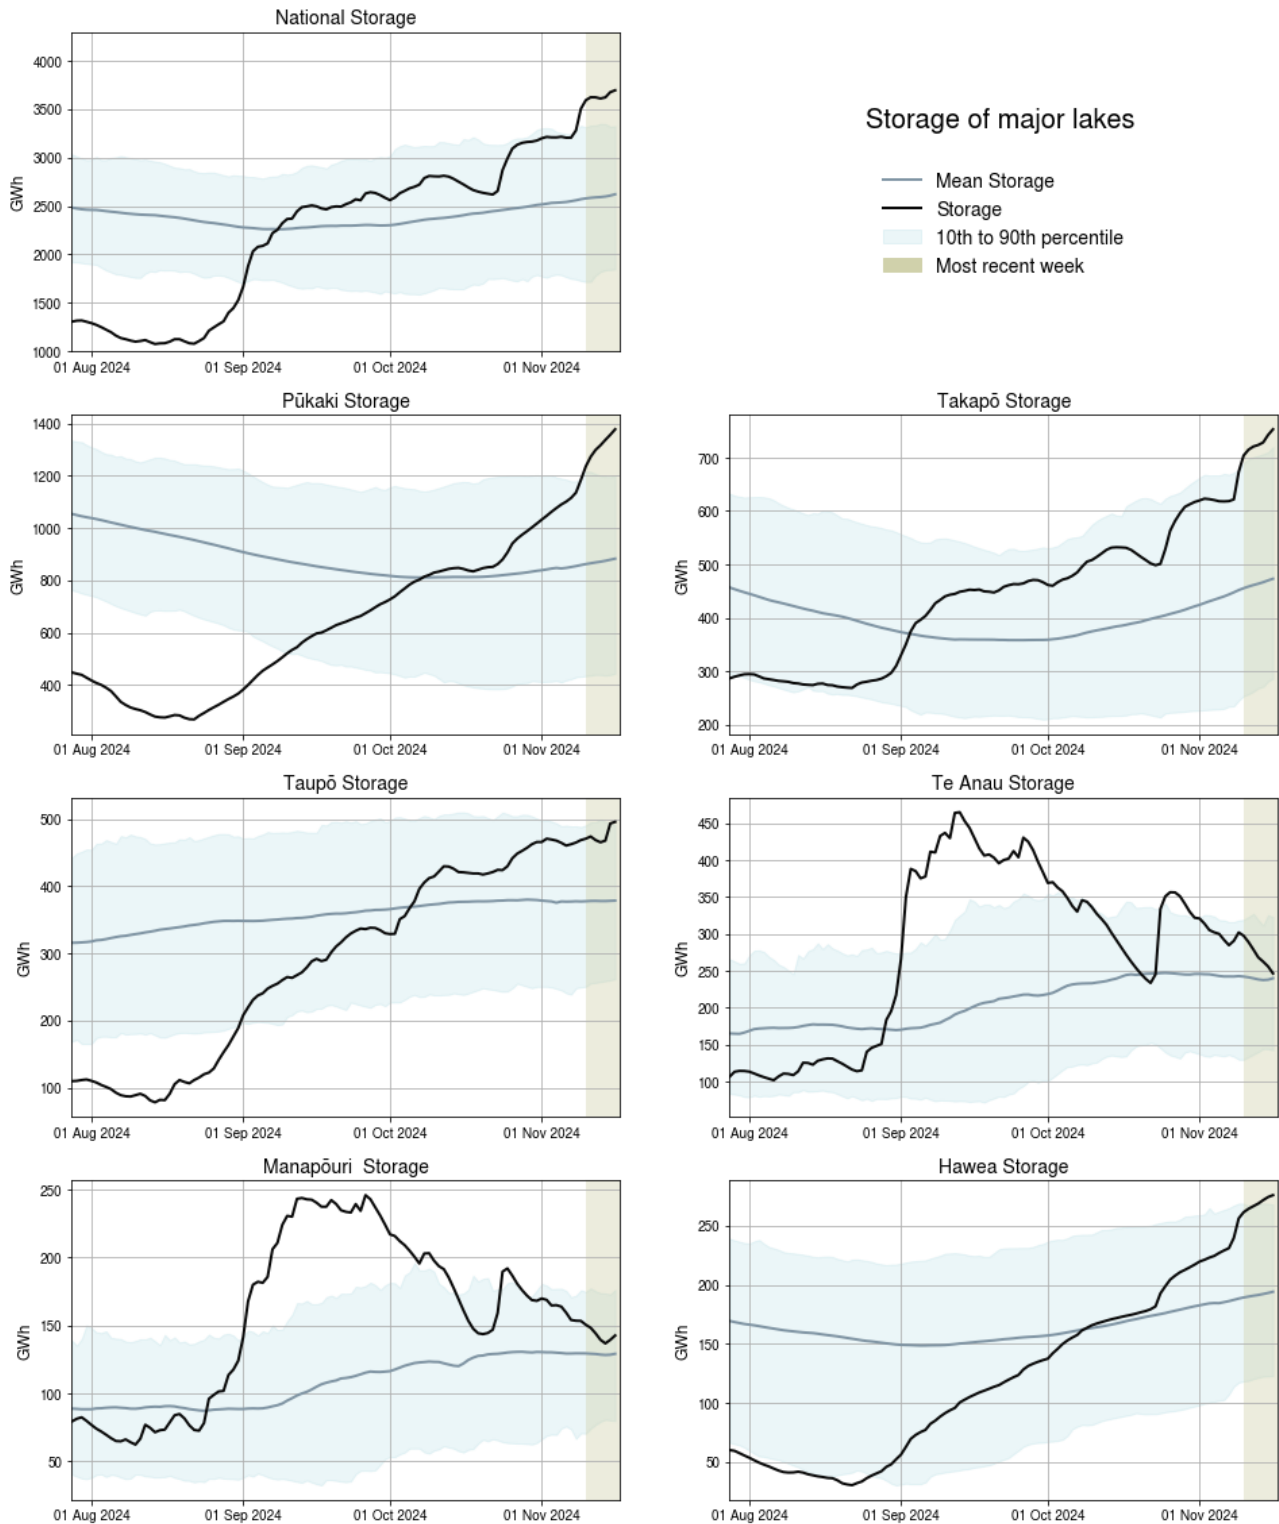 National Storage
GWh
4000
3500
3000
2500
2000
1500
1000
01 Aug 2024 01 Sep 2024 01 Oct 2024 01 Nov 2024
Storage of major lakes
Mean Storage
Storage
10th to 90th percentile
Most recent week
Pūkaki Storage
GWh
1400
1200
1000
800
600
400
01 Aug 2024 01 Sep 2024 01 Oct 2024 01 Nov 2024
Takapō Storage
GWh
700
600
500
400
300
200
01 Aug 2024 01 Sep 2024 01 Oct 2024 01 Nov 2024
Taupō Storage
GWh
500
400
300
200
100
01 Aug 2024 01 Sep 2024 01 Oct 2024 01 Nov 2024
Te Anau Storage
GWh
450
400
350
300
250
200
150
100
01 Aug 2024 01 Sep 2024 01 Oct 2024 01 Nov 2024
Manapōuri  Storage
GWh
250
200
150
100
50
01 Aug 2024 01 Sep 2024 01 Oct 2024 01 Nov 2024
Hawea Storage
GWh
250
200
150
100
50
01 Aug 2024 01 Sep 2024 01 Oct 2024 01 Nov 2024